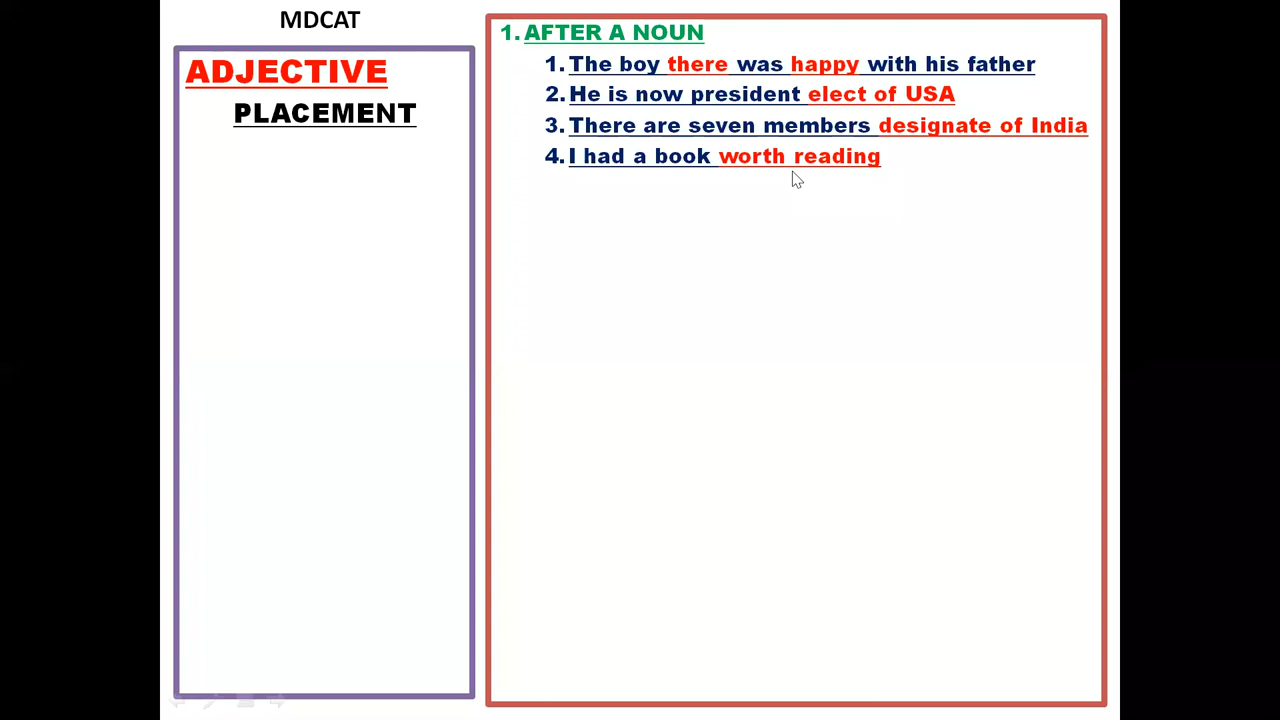 MDCAT
ADJECTIVE
PLACEMENT
1. AFTER A NOUN
1. The boy there was happy with his father
2. He is now president elect of USA
3. There are seven members designate of India
4. I had a book worth reading